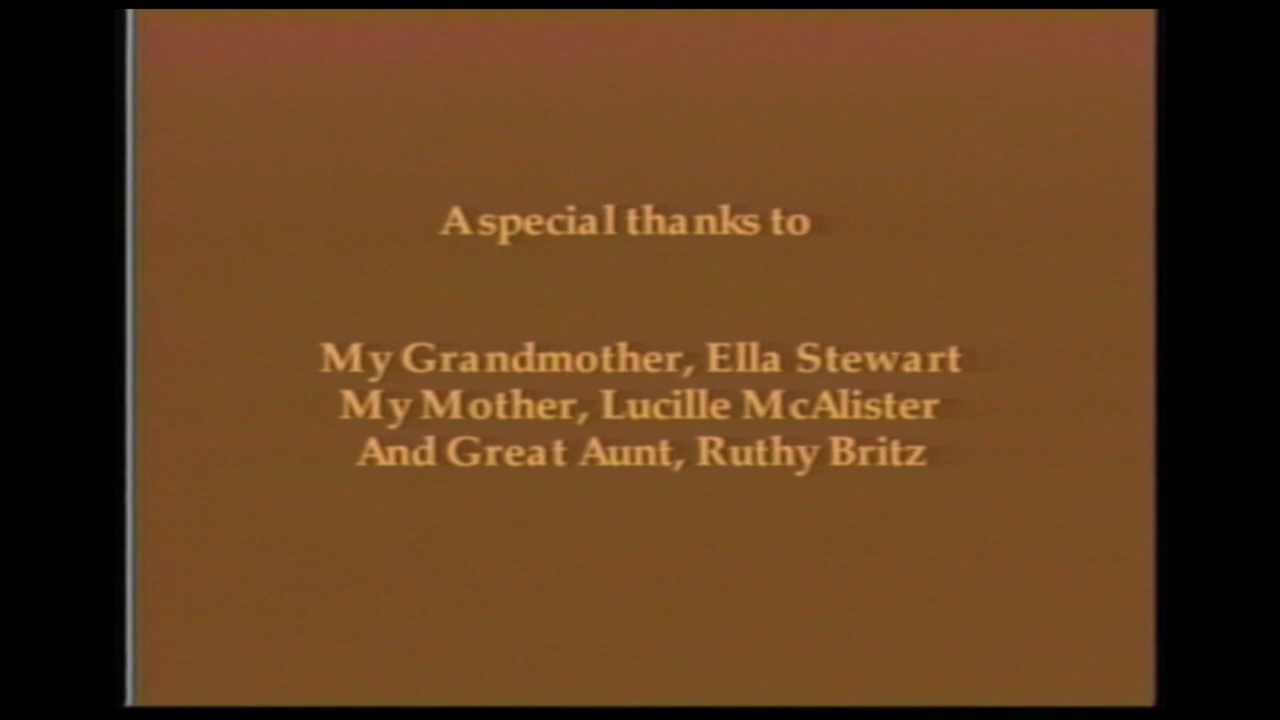 A special thanks to
My Grandmother, Ella Stewart
My Mother, Lucille McAlister
And Great Aunt, Ruthy Britz